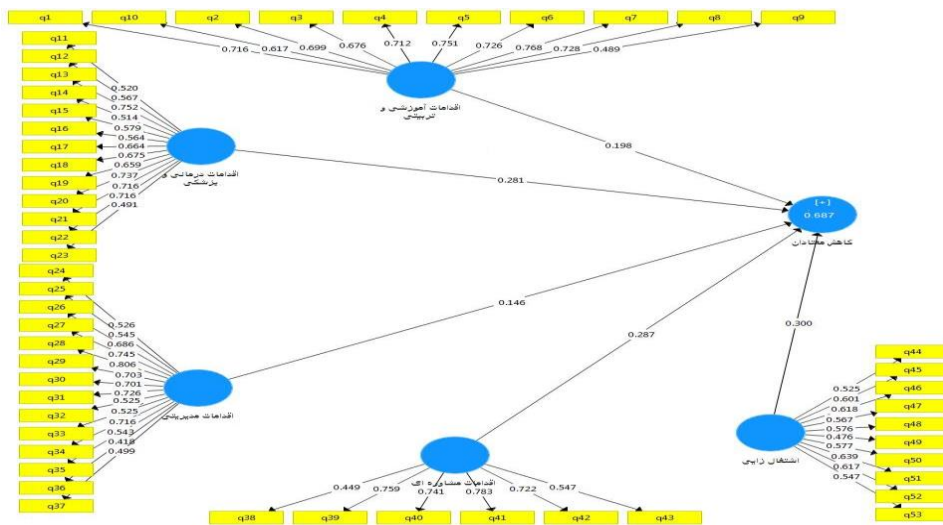 q1 q10 q2 q3 q4 q5 q6 q7 q8 q9
0.716 0.617 0.699 0.676 0.712 0.751 0.726 0.768 0.728 0.489
اقدامات آموزشی و
تربیتی
q11
q12
q13
q14
q15
q16
q17
q18
q19
q20
q21
q22
q23
0.520
0.567
0.752
0.514
0.579
0.564
0.664
0.675
0.659
0.737
0.716
0.716
0.491
اقدامات درمانی و
پزشکی
0.198
0.281
[+]
0.687
کاهش معتادان
0.146
0.287
0.300
q24
q25
q26
q27
q28
q29
q30
q31
q32
q33
q34
q35
q36
q37
0.526
0.545
0.686
0.745
0.806
0.703
0.701
0.726
0.525
0.525
0.716
0.543
0.418
0.499
اقدامات مدیریتی
اقدامات مشاوره ای
0.449 0.759 0.741 0.783 0.722 0.547
q38 q39 q40 q41 q42 q43
اشتغال زایی
0.525
0.601
0.618
0.567
0.576
0.476
0.577
0.639
0.617
0.547
q44
q45
q46
q47
q48
q49
q50
q51
q52
q53